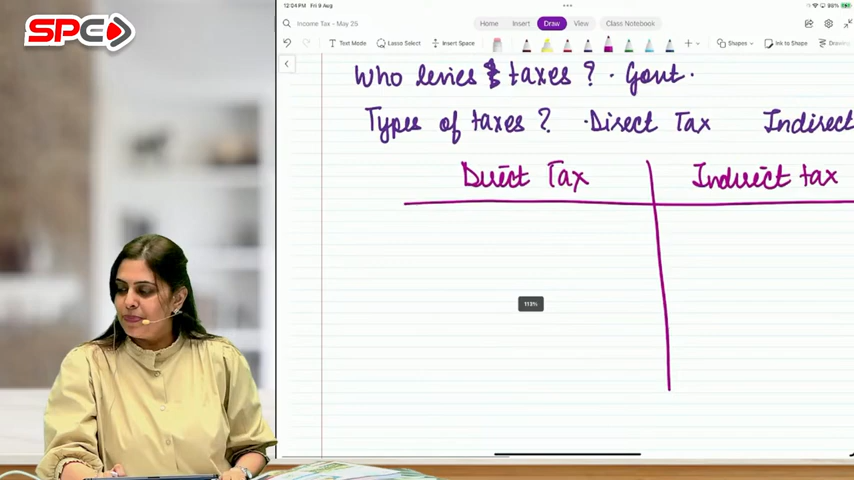 SPC
12:04 PM Fri 9 Aug
86%
Income Tax - May 25
Home Insert Draw View Class Notebook
Text Mode Lasso Select Insert Space Shapes Ink to Shape Drawing
Who levies taxes ? · Govt.
Types of taxes ? · Direct Tax Indirect
Direct Tax Indirect tax
113%